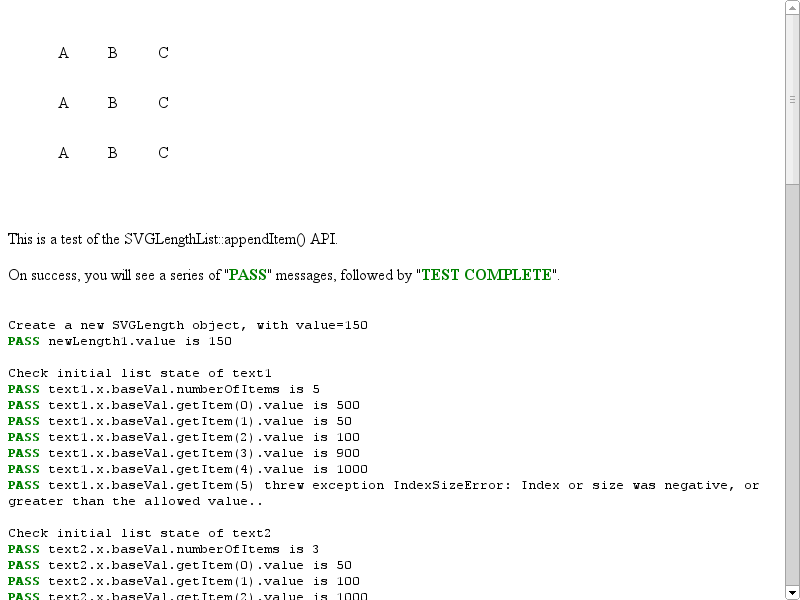 A B C
A B C
A B C
This is a test of the SVGLengthList::appendItem() API.
On success, you will see a series of "PASS" messages, followed by "TEST COMPLETE".
Create a new SVGLength object, with value=150
PASS newLength1.value is 150
Check initial list state of text1
PASS text1.x.baseVal.numberOfItems is 5
PASS text1.x.baseVal.getItem(0).value is 500
PASS text1.x.baseVal.getItem(1).value is 50
PASS text1.x.baseVal.getItem(2).value is 100
PASS text1.x.baseVal.getItem(3).value is 900
PASS text1.x.baseVal.getItem(4).value is 1000
PASS text1.x.baseVal.getItem(5) threw exception IndexSizeError: Index or size was negative, or
greater than the allowed value..
Check initial list state of text2
PASS text2.x.baseVal.numberOfItems is 3
PASS text2.x.baseVal.getItem(0).value is 50
PASS text2.x.baseVal.getItem(1).value is 100
PASS text2.x.baseVal.getItem(2).value is 1000